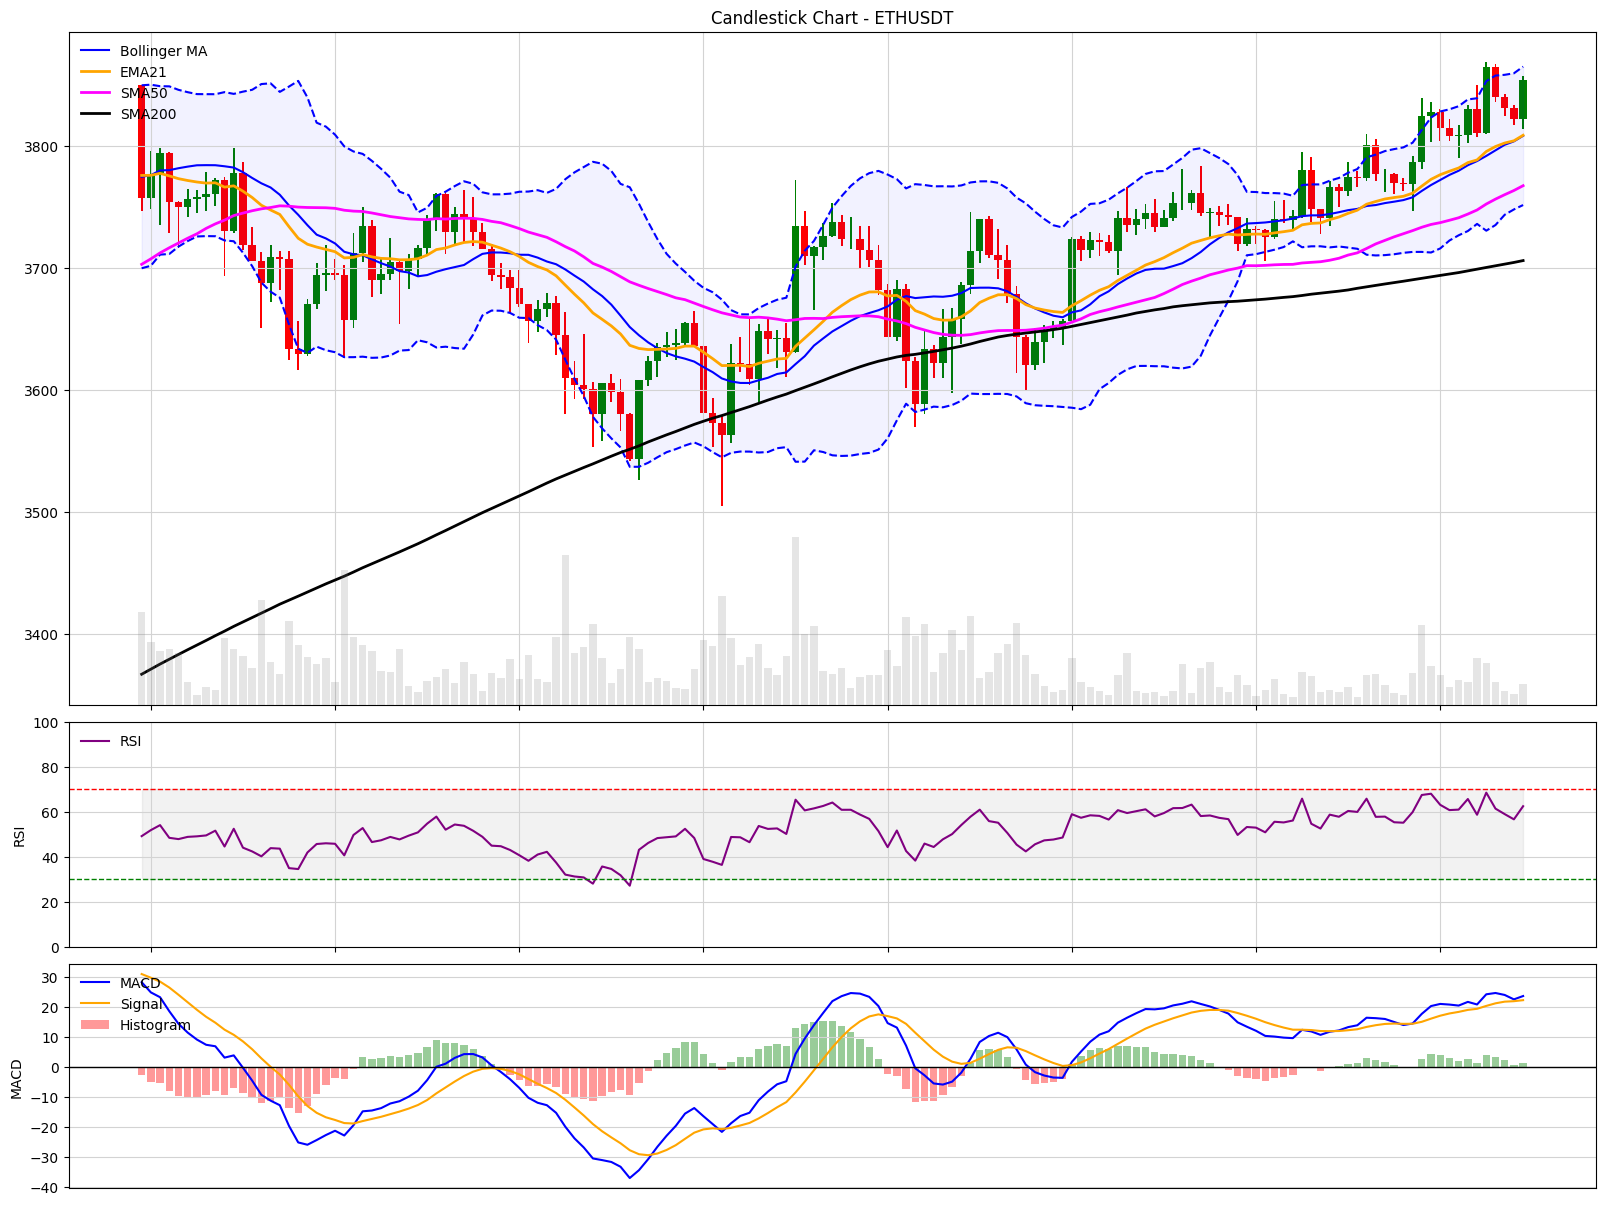 Candlestick Chart - ETHUSDT
Bollinger MA
EMA21
SMA50
SMA200
3800
3700
3600
3500
3400
RSI
100
80
60
40
20
0
RSI
MACD
Signal
Histogram
30
20
10
0
−10
−20
−30
−40
MACD